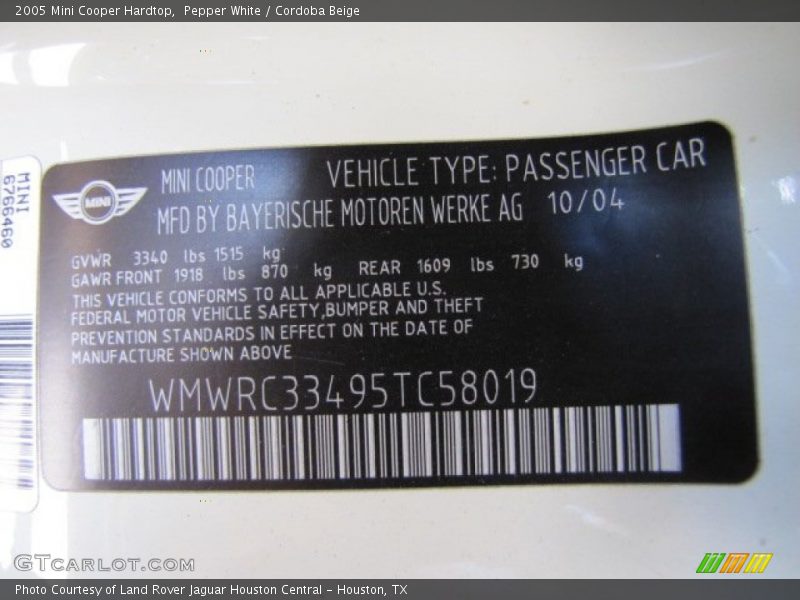 2005 Mini Cooper Hardtop,  Pepper White / Cordoba Beige
MINI
6766460
MINI
MINI COOPER VEHICLE TYPE: PASSENGER CAR
MFD BY BAYERISCHE MOTOREN WERKE AG 10/04
GVWR 3340 lbs 1515 kg
GAWR FRONT 1918 lbs 870 kg REAR 1609 lbs 730 kg
THIS VEHICLE CONFORMS TO ALL APPLICABLE U.S.
FEDERAL MOTOR VEHICLE SAFETY,BUMPER AND THEFT
PREVENTION STANDARDS IN EFFECT ON THE DATE OF
MANUFACTURE SHOWN ABOVE
WMWRC33495TC58019
GTCARLOT.COM
Photo Courtesy of Land Rover Jaguar Houston Central - Houston, TX